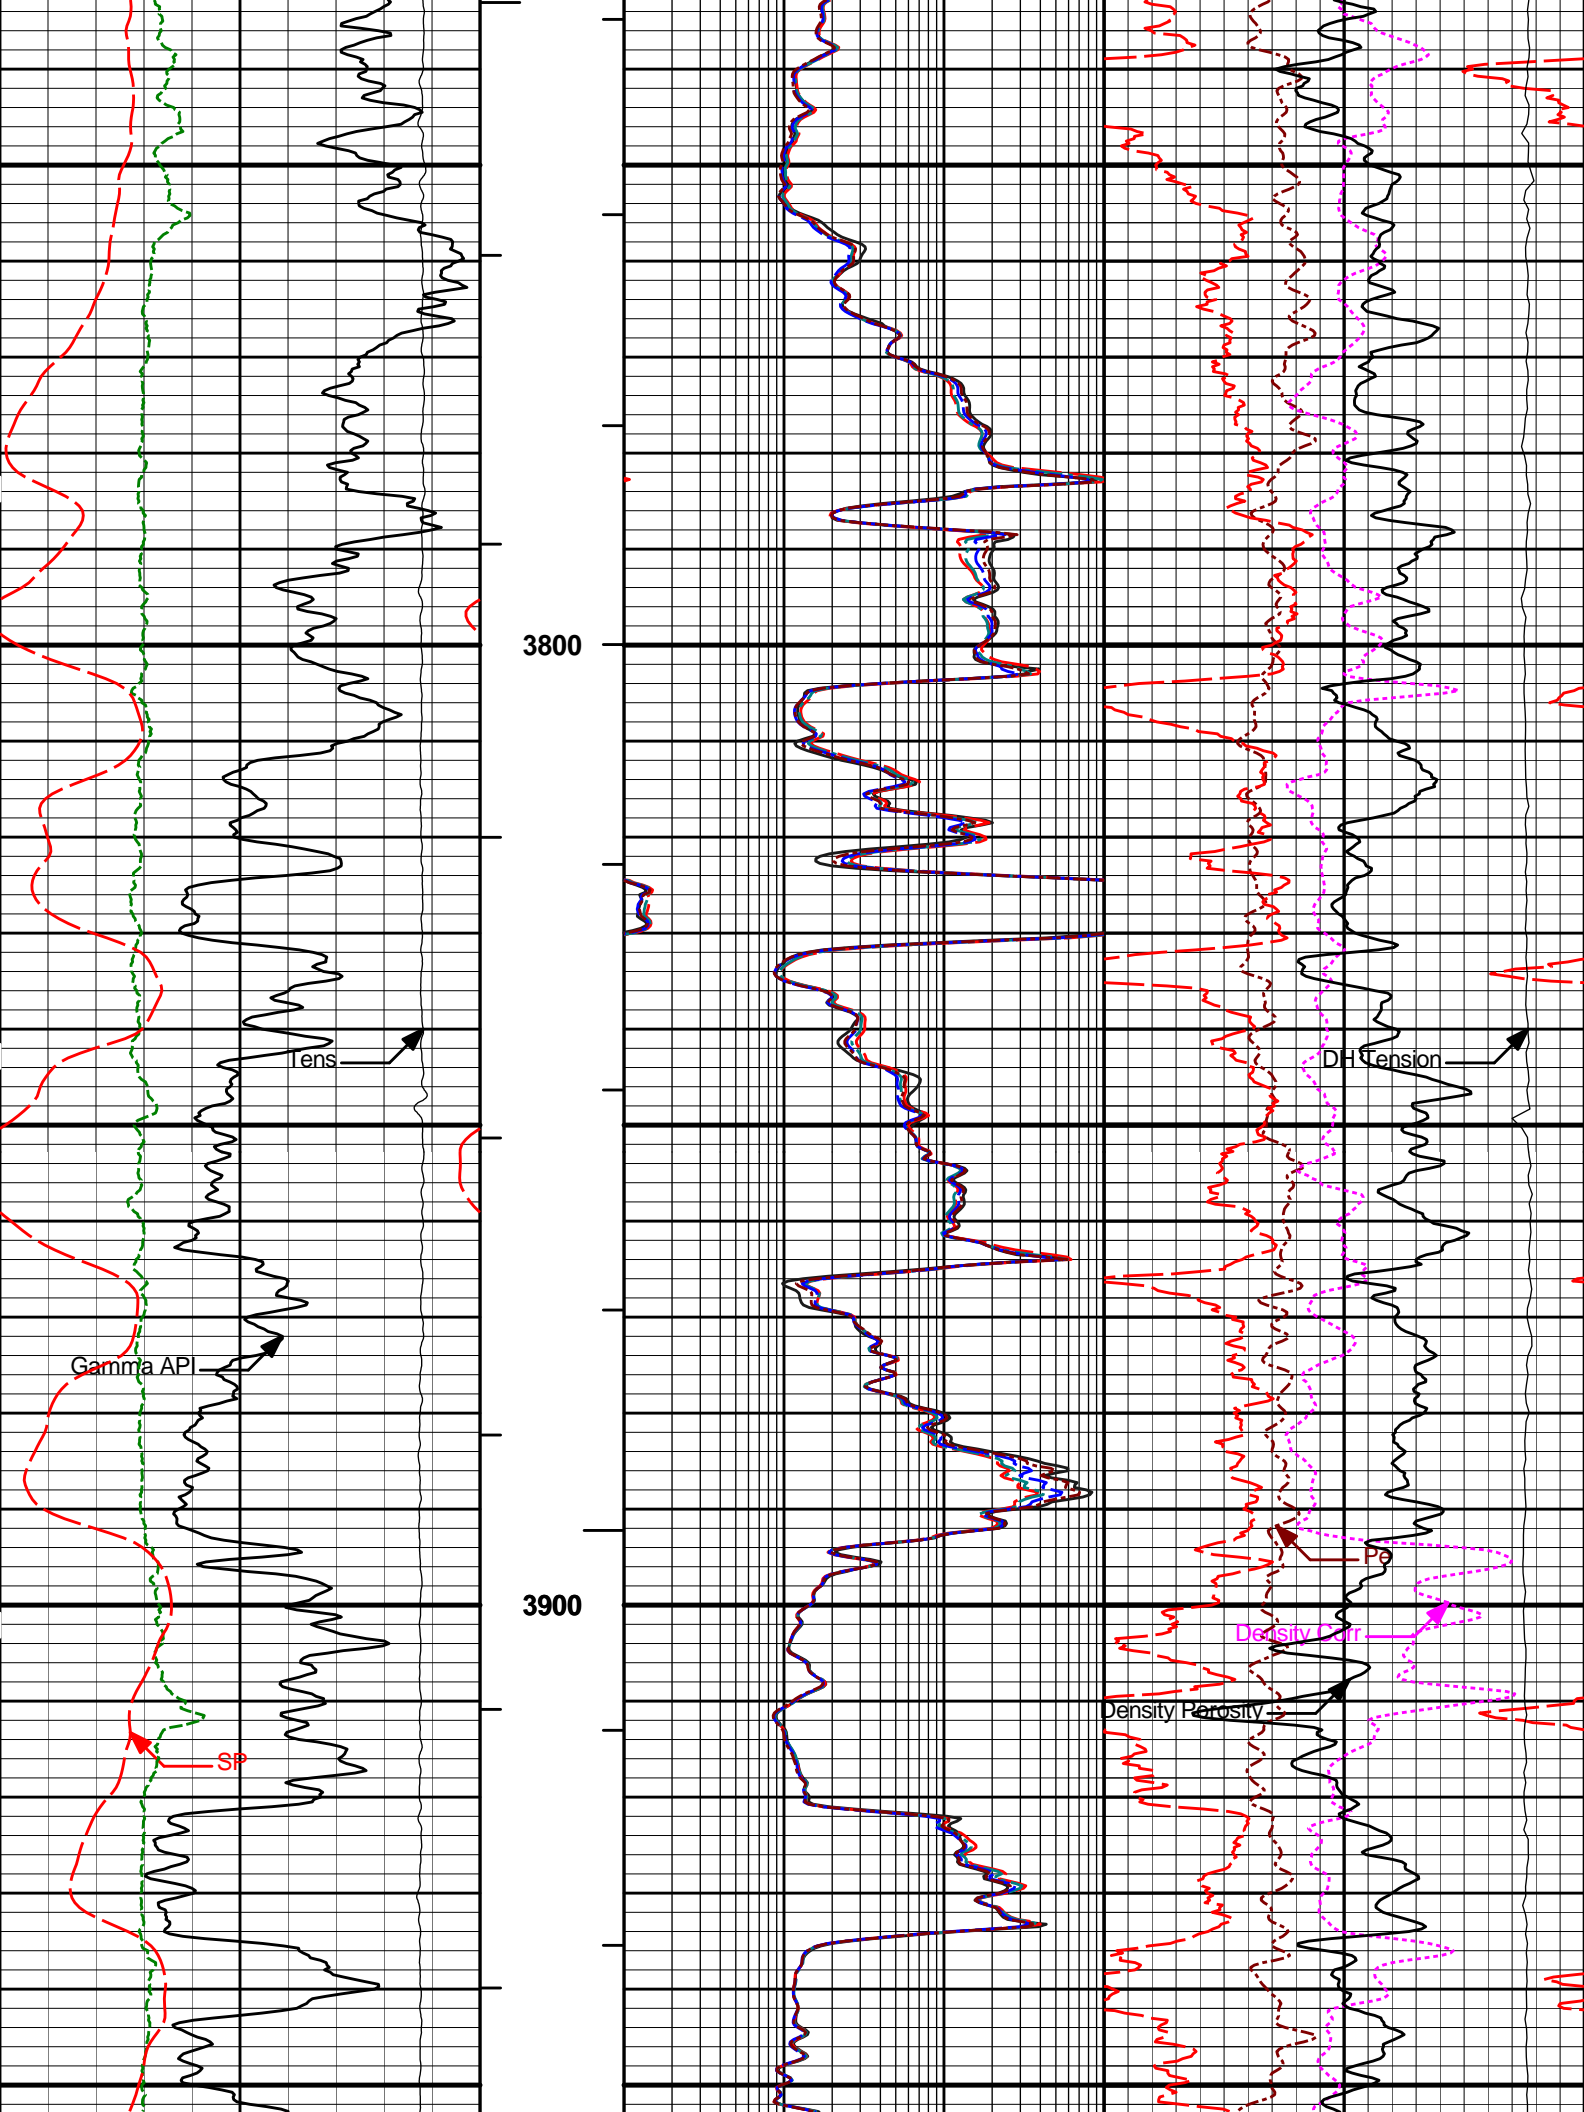 3800
Tens
DH Tension
Gamma API
Pe
3900
Density Corr
Density Porosity
SP